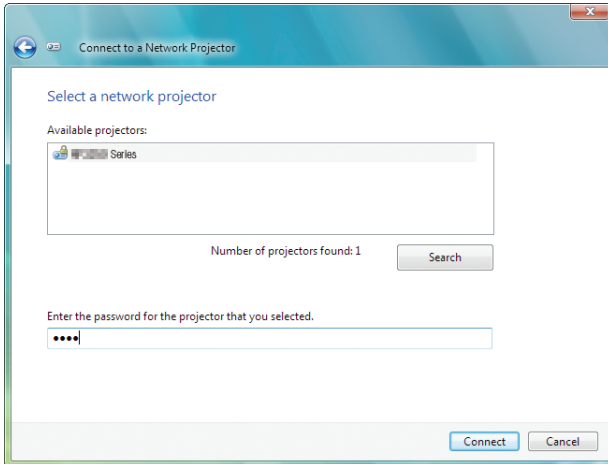 Connect to a Network Projector
Select a network projector
Available projectors:
Series
Number of projectors found: 1
Search
Enter the password for the projector that you selected.
••••
Connect
Cancel